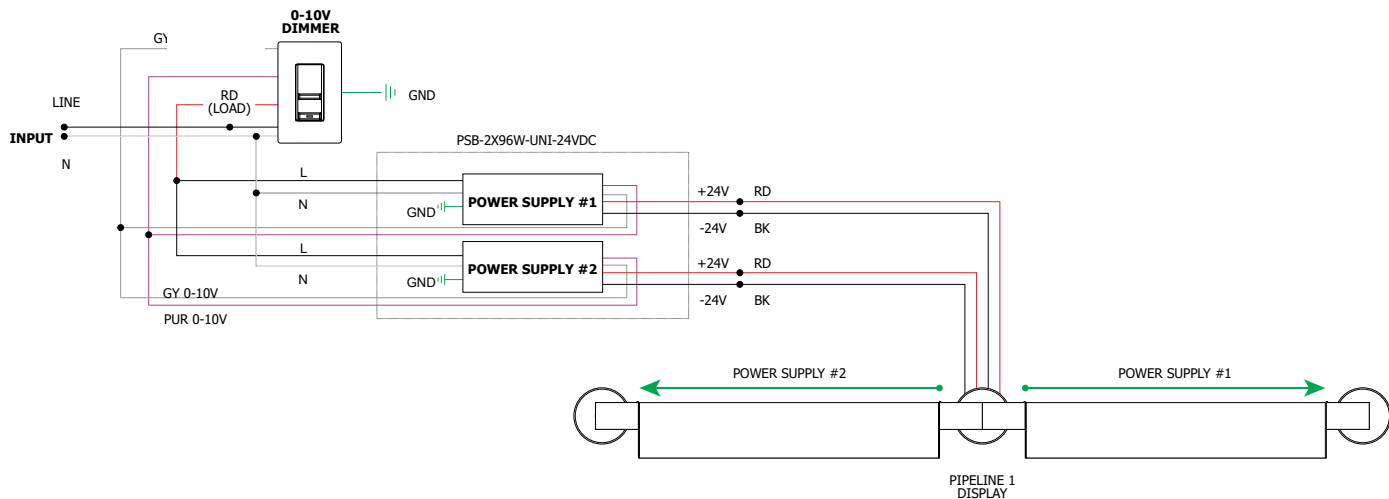 0-10V
DIMMER
GY
LINE
RD
(LOAD)
GND
INPUT
N
PSB-2X96W-UNI-24VDC
L
N
GND
POWER SUPPLY #1
+24V RD
-24V BK
L
N
GND
POWER SUPPLY #2
+24V RD
-24V BK
GY 0-10V
PUR 0-10V
POWER SUPPLY #2
POWER SUPPLY #1
PIPELINE 1
DISPLAY